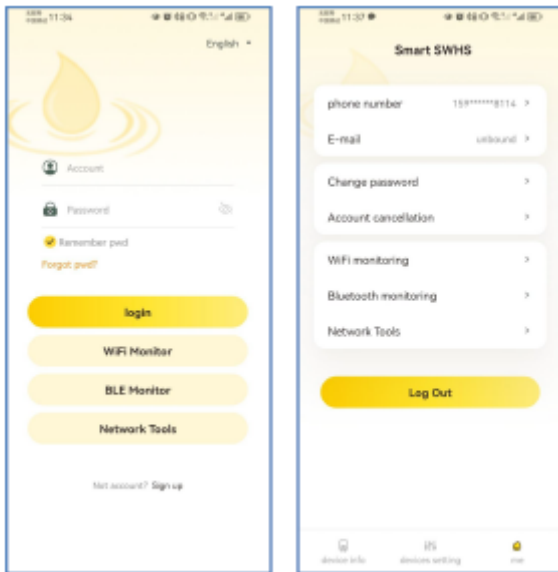 11:34
English
Account
Password
Remember pwd
Forgot pwd?
login
WiFi Monitor
BLE Monitor
Network Tools
Not account? Sign up
11:37
Smart SWHS
phone number 159******8114 >
E-mail unbound >
Change password >
Account cancellation >
WiFi monitoring >
Bluetooth monitoring >
Network Tools >
Log Out
device info
devices setting
me